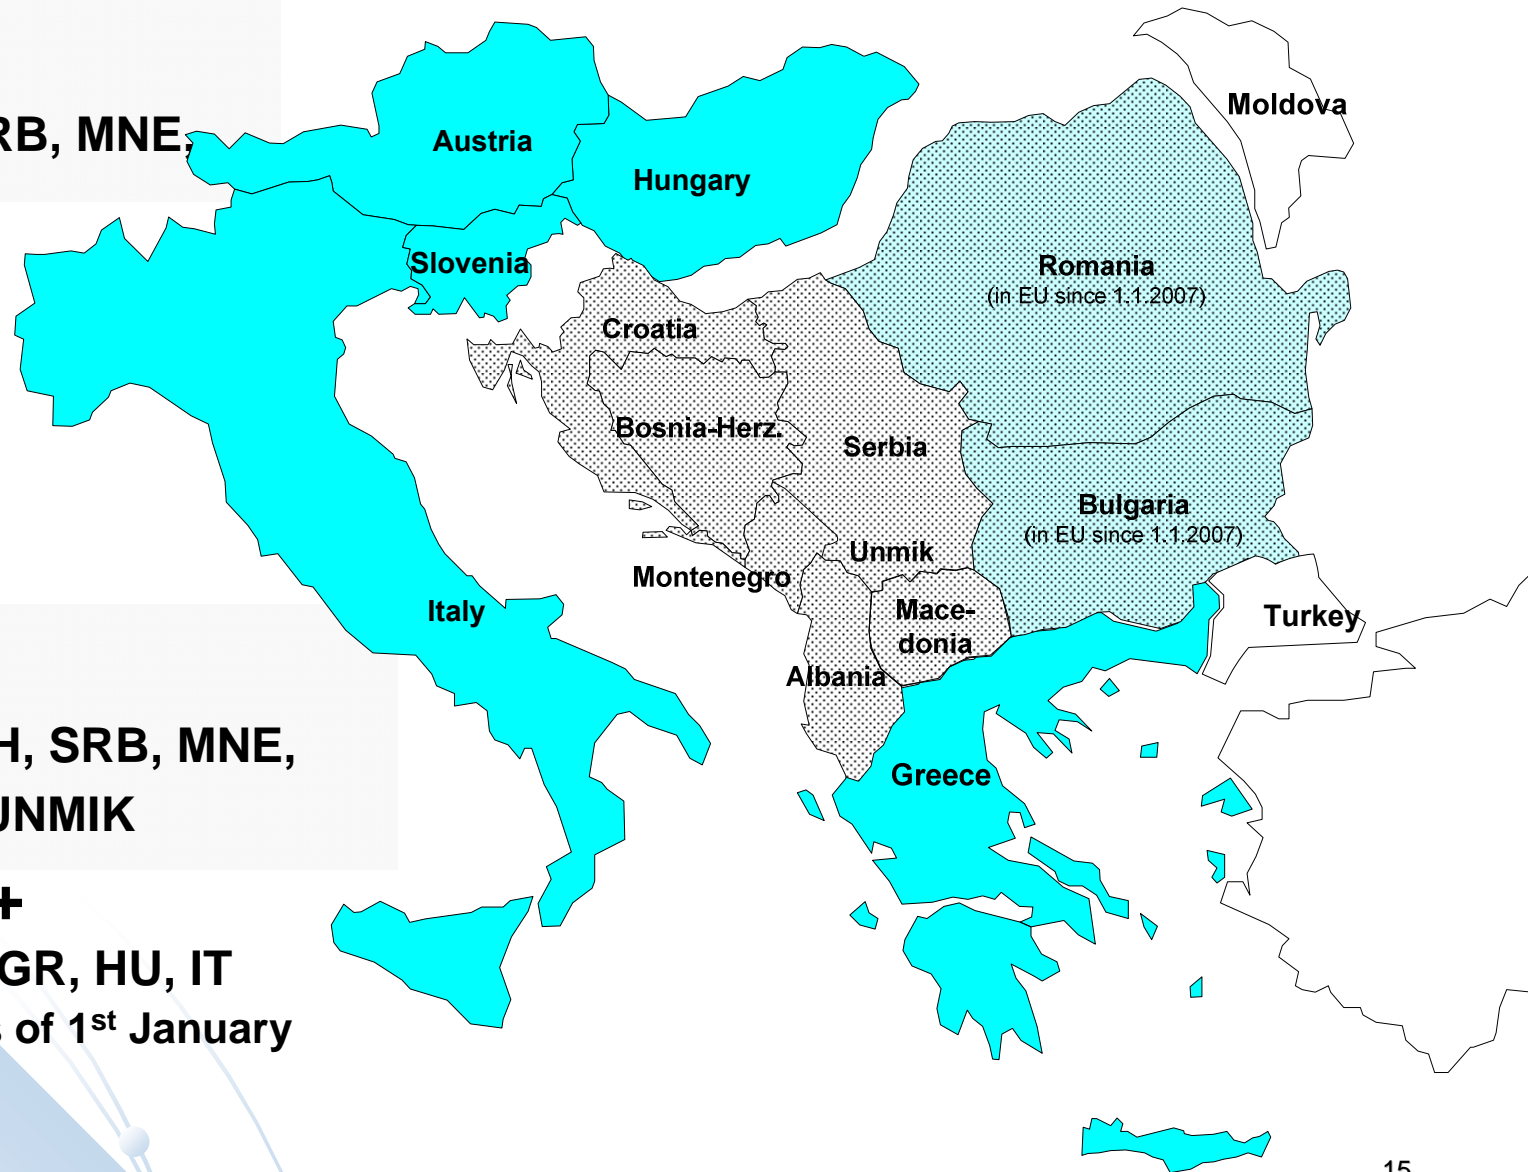 RB, MNE,
H, SRB, MNE,
UNMIK
+
GR, HU, IT
s of 1st January
Moldova
Austria
Hungary
Slovenia
Romania
(in EU since 1.1.2007)
Croatia
Bosnia-Herz.
Serbia
Bulgaria
(in EU since 1.1.2007)
Unmik
Montenegro
Italy
Mace-
donia
Turkey
Albania
Greece
15